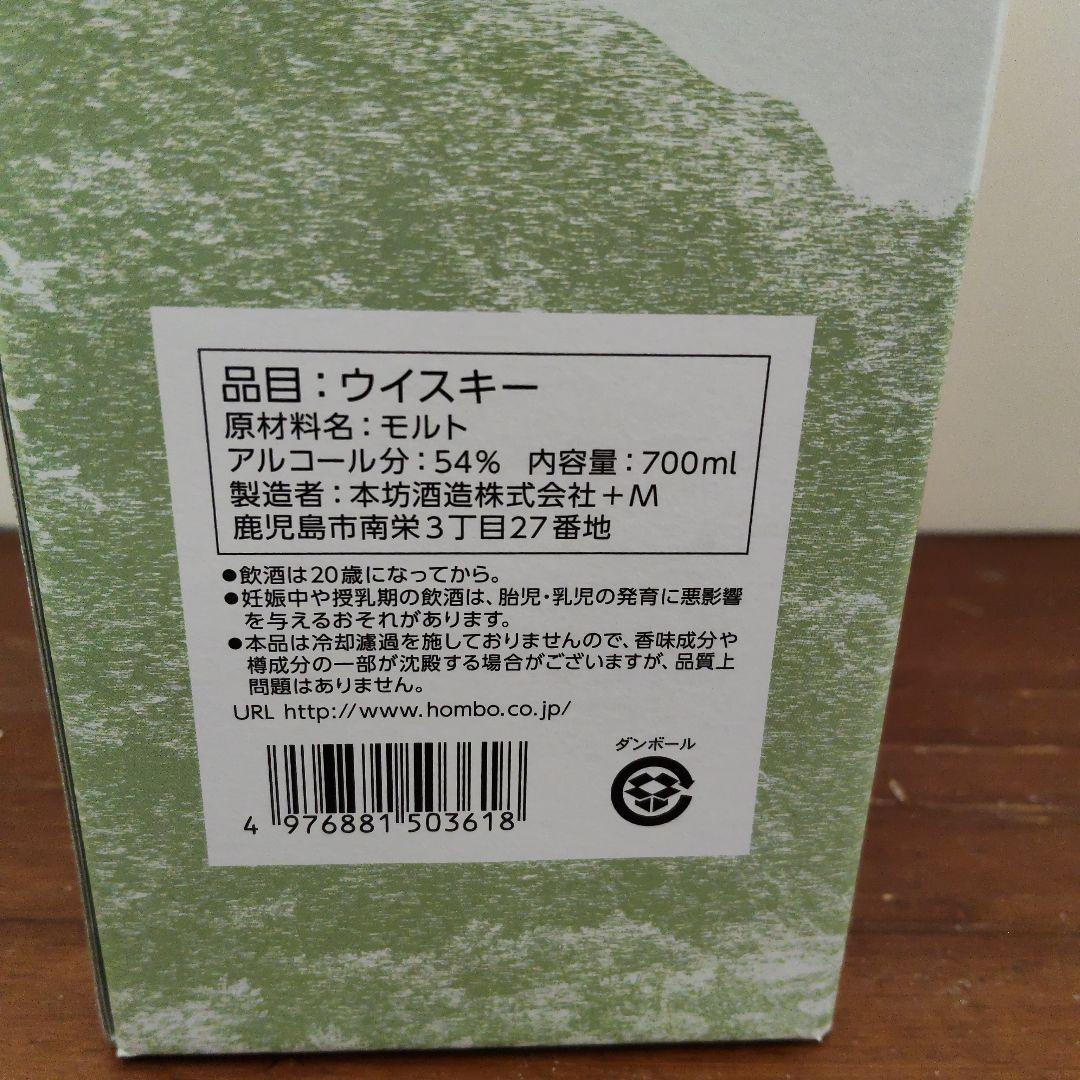 品目：ウイスキー
原材料名：モルト
アルコール分：54% 内容量：700ml
製造者：本坊酒造株式会社＋M
鹿児島市南栄3丁目27番地
●飲酒は20歳になってから。
●妊娠中や授乳期の飲酒は、胎児・乳児の発育に悪影響
を与えるおそれがあります。
●本品は冷却濾過を施しておりませんので、香味成分や
樽成分の一部が沈殿する場合がございますが、品質上
問題はありません。
URL http://www.hombo.co.jp/
ダンボール
4 976881 503618